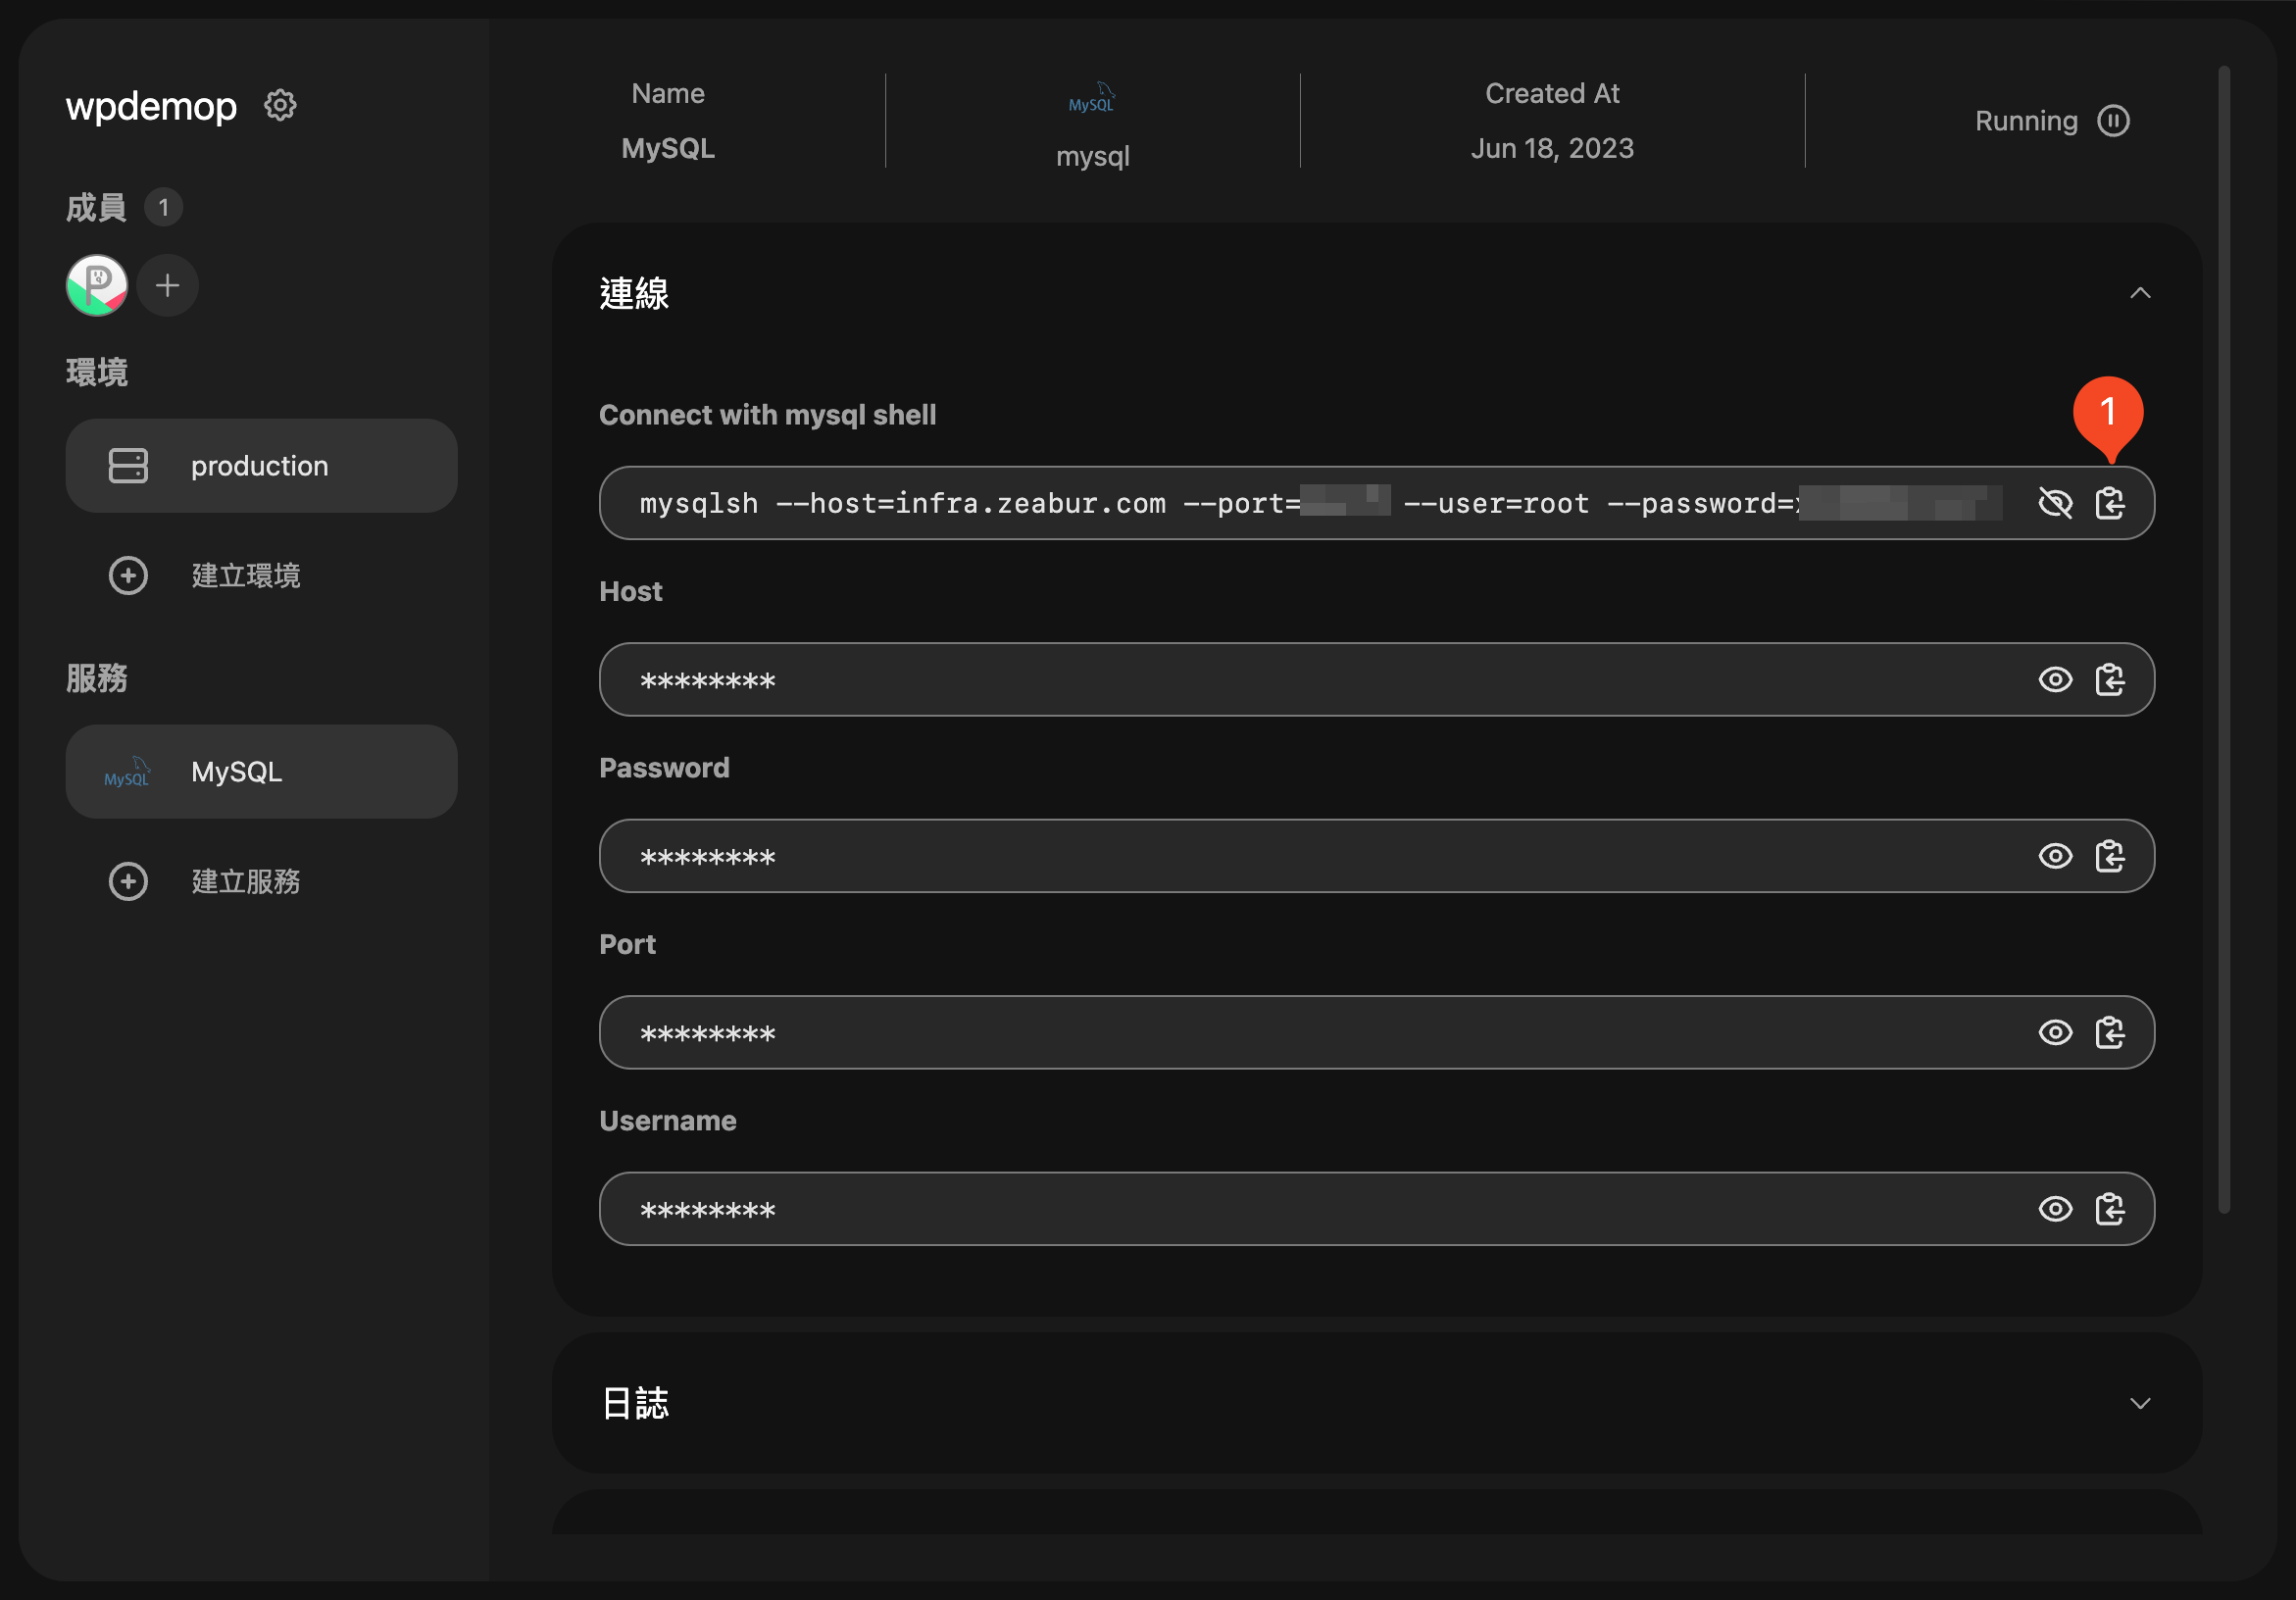 wpdemop
成員 1
環境
production
建立環境
服務
MySQL MySQL
建立服務
Name
MySQL
MySQL
mysql
Created At
Jun 18, 2023
Running
連線
Connect with mysql shell
1
mysqlsh --host=infra.zeabur.com --port= --user=root --password=
Host
********
Password
********
Port
********
Username
********
日誌